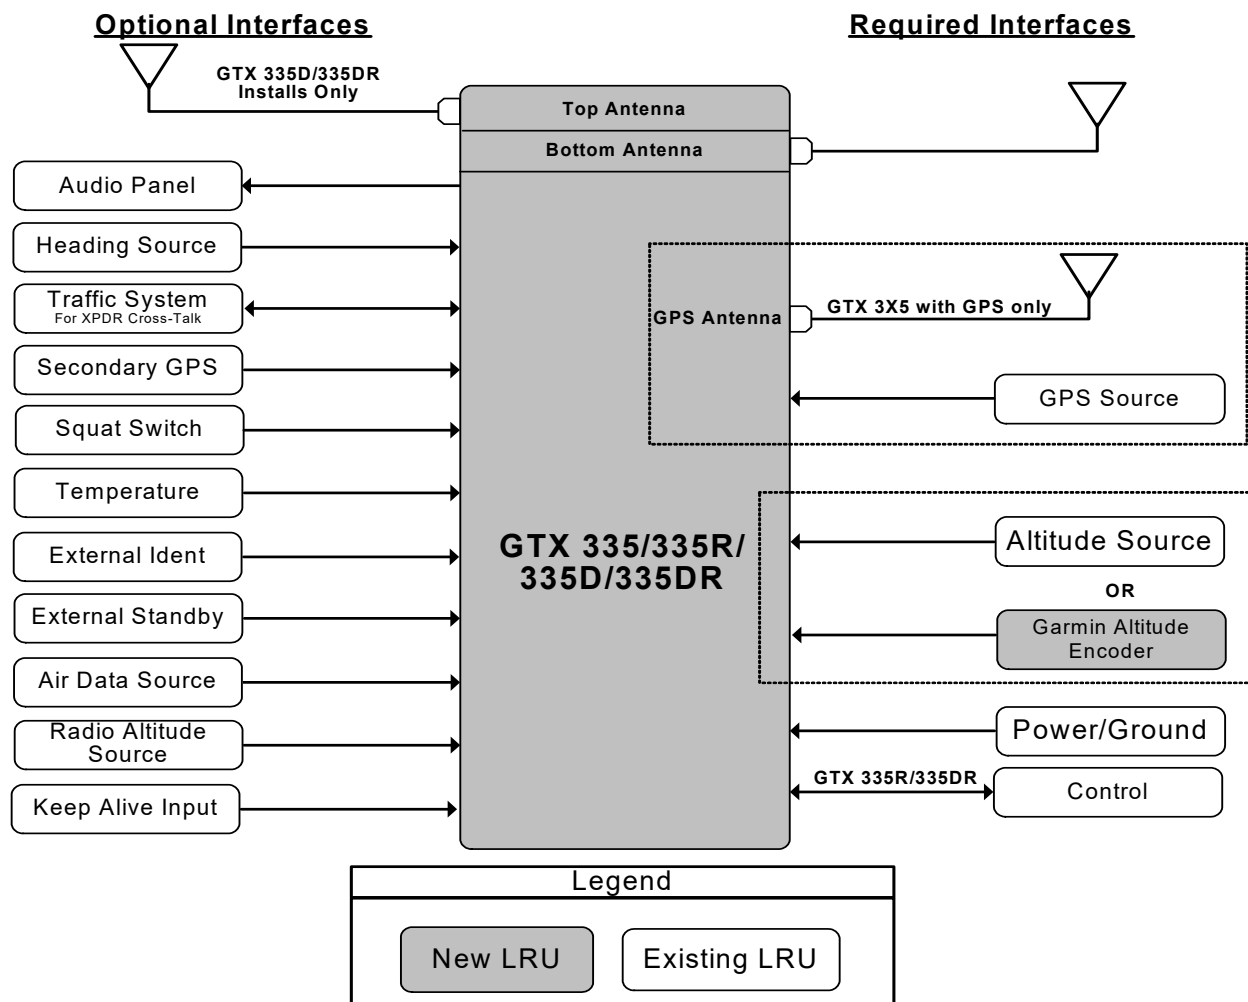 Optional Interfaces
Required Interfaces
GTX 335D/335DR
Installs Only
Top Antenna
Bottom Antenna
Audio Panel
Heading Source
Traffic System
For XPDR Cross-Talk
Secondary GPS
Squat Switch
Temperature
External Ident
External Standby
Air Data Source
Radio Altitude
Source
Keep Alive Input
GTX 335/335R/
335D/335DR
GPS Antenna
GTX 3X5 with GPS only
GPS Source
Altitude Source
OR
Garmin Altitude
Encoder
Power/Ground
GTX 335R/335DR
Control
Legend
New LRU
Existing LRU